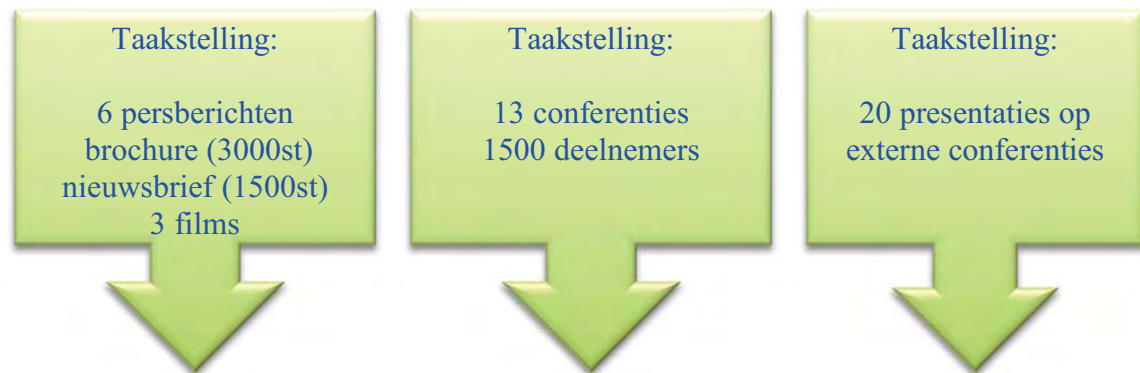 Taakstelling:
6 persberichten
brochure (3000st)
nieuwsbrief (1500st)
3 films
Taakstelling:
13 conferenties
1500 deelnemers
Taakstelling:
20 presentaties op
externe conferenties